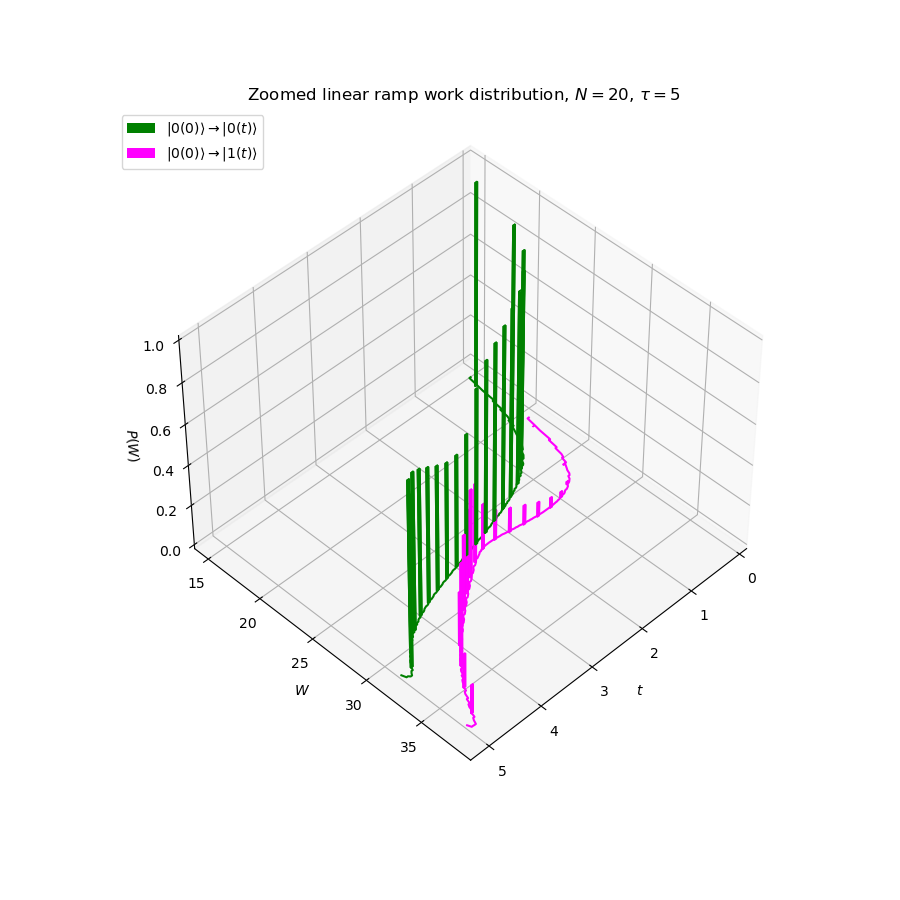 Zoomed linear ramp work distribution, N = 20, τ = 5
|0(0)⟩ → |0(t)⟩
|0(0)⟩ → |1(t)⟩
1.0
0.8
0.6
0.4
0.2
0.0
P(W)
15
20
25
30
35
W
0
1
2
3
4
5
t